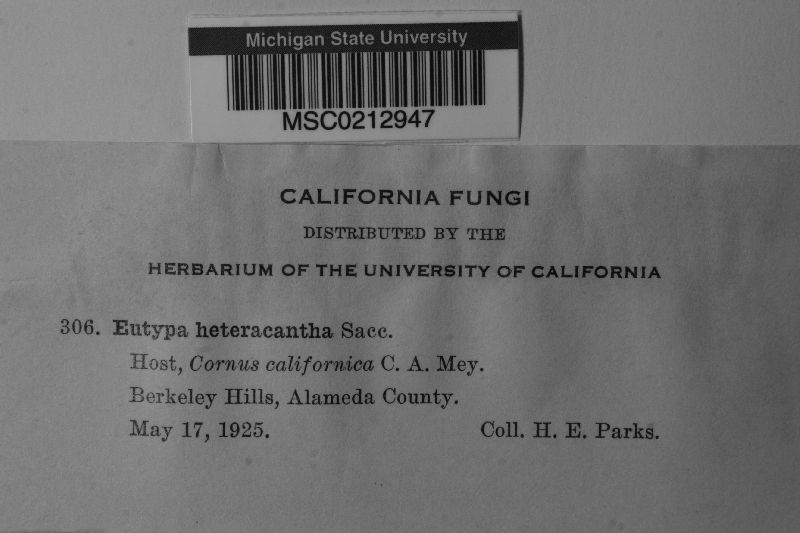 Michigan State University
MSC0212947
CALIFORNIA FUNGI
DISTRIBUTED BY THE
HERBARIUM OF THE UNIVERSITY OF CALIFORNIA
306. Eutypa heteracantha Sacc.
Host, Cornus californica C. A. Mey.
Berkeley Hills, Alameda County.
May 17, 1925. Coll. H. E. Parks.